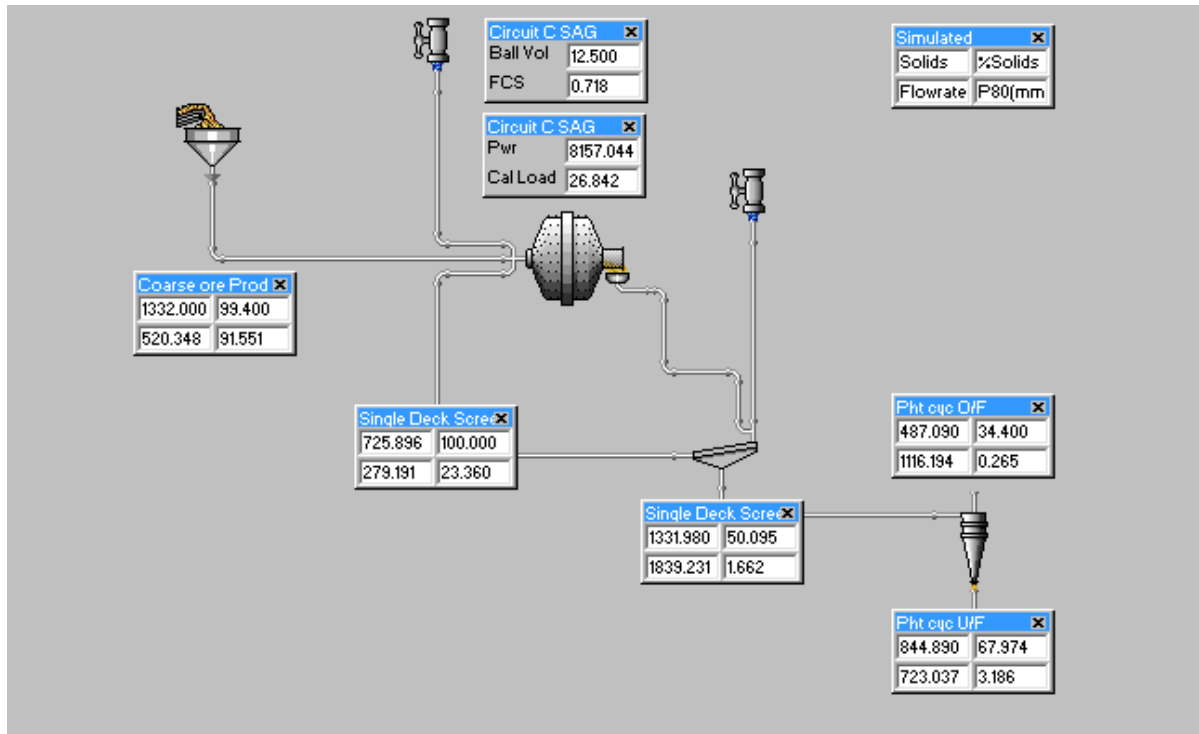 Circuit C SAG
Ball Vol 12.500
FCS 0.718
Simulated
Solids %Solids
Flowrate P80(mm
Circuit C SAG
Pwr 8157.044
Cal Load 26.842
Coarse ore Prod
1332.000 99.400
520.348 91.551
Single Deck Scree
725.896 100.000
279.191 23.360
Pht cyc O/F
487.090 34.400
1116.194 0.265
Single Deck Scree
1331.980 50.095
1839.231 1.662
Pht cyc U/F
844.890 67.974
723.037 3.186